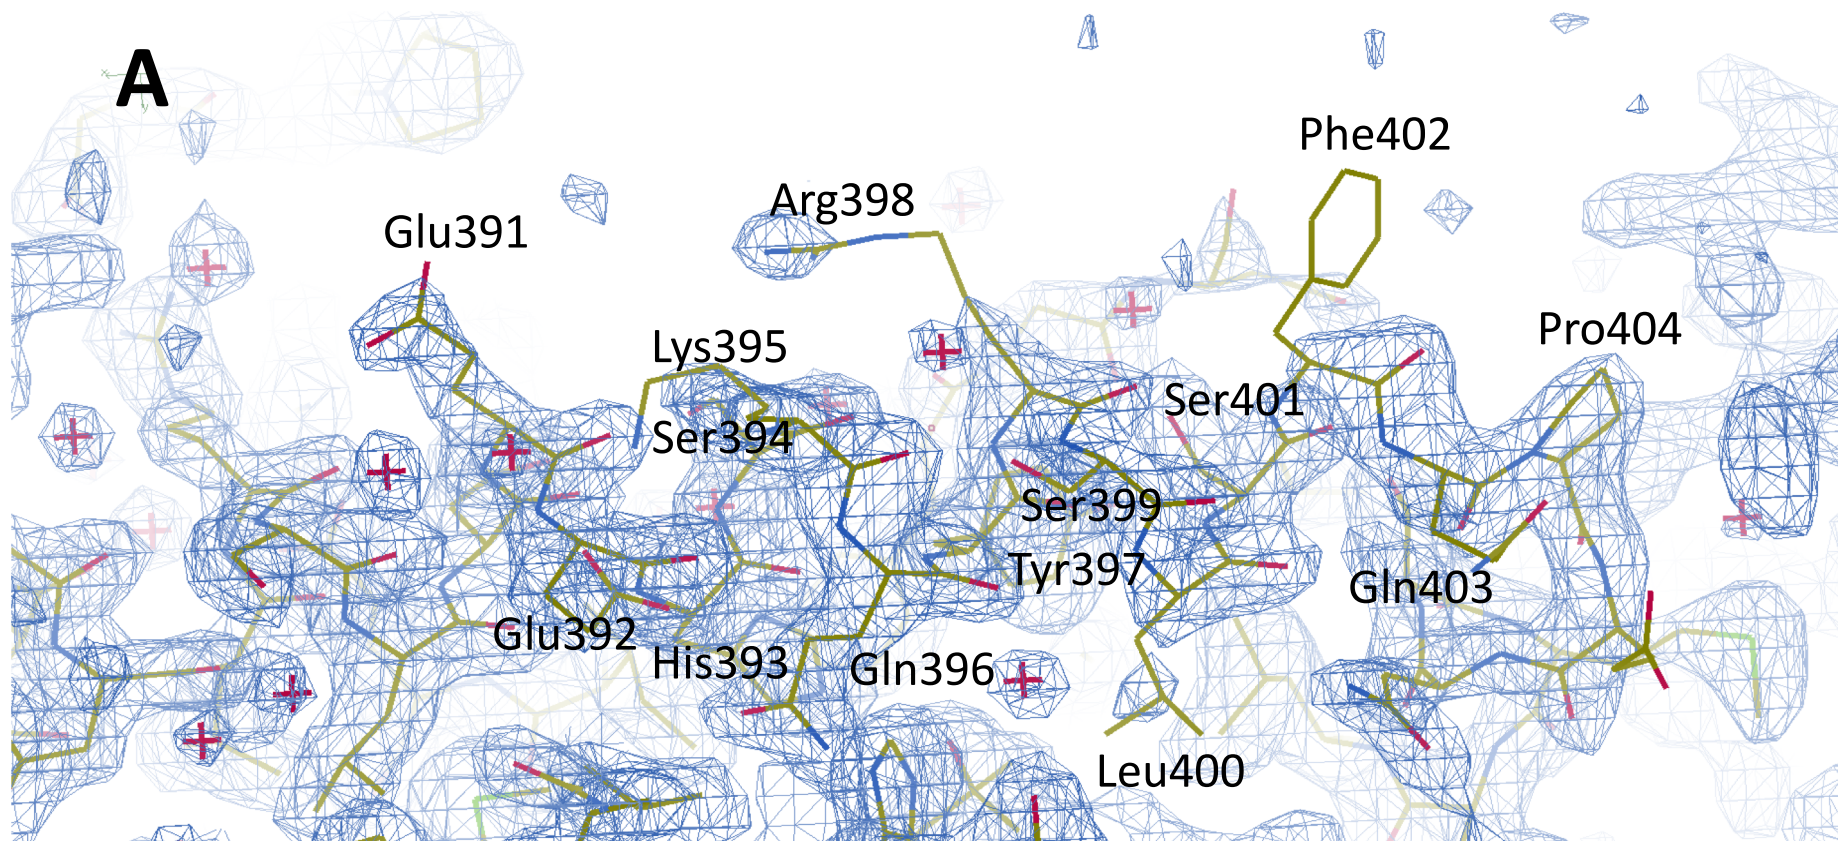 A
Phe402
Arg398
Glu391
Pro404
Lys395
Ser401
Ser394
Ser399
Tyr397
Gln403
Glu392
His393
Gln396
Leu400